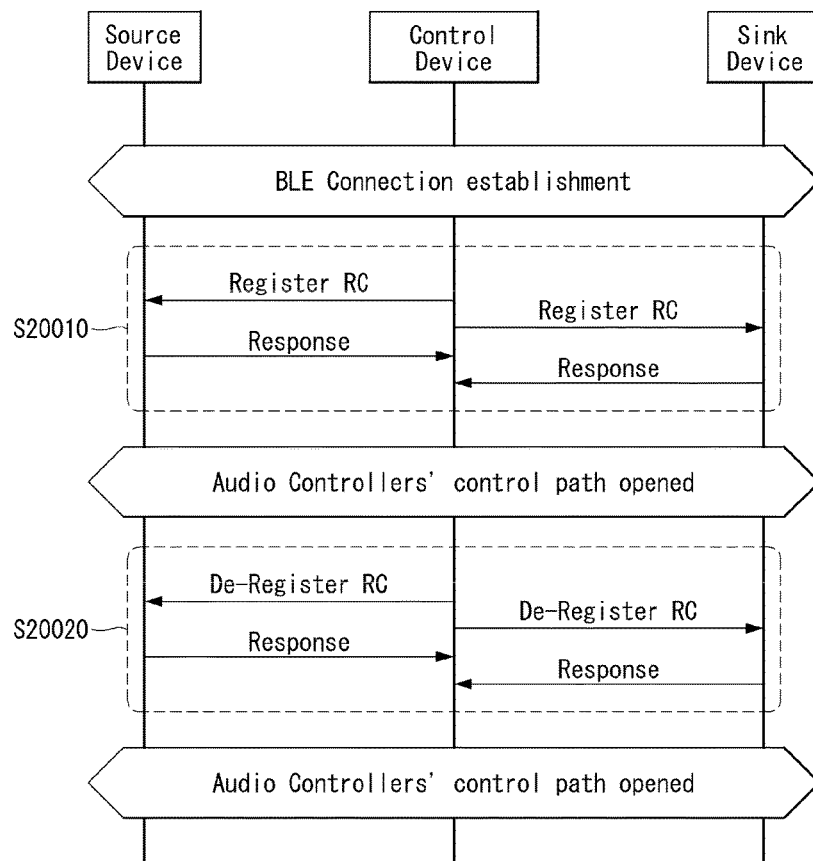 Source
Device
Control
Device
Sink
Device
BLE Connection establishment
Register RC
Register RC
S20010
Response
Response
Audio Controllers' control path opened
De-Register RC
De-Register RC
S20020
Response
Response
Audio Controllers' control path opened